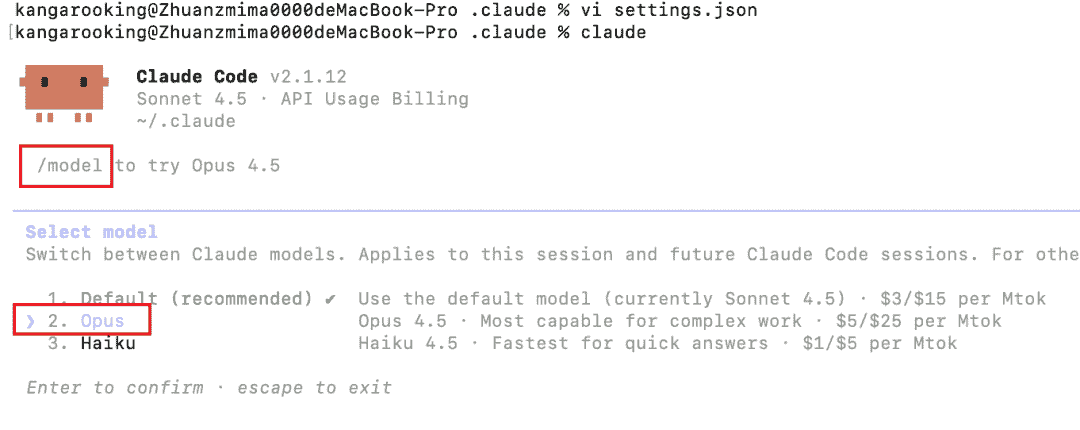 kangarooking@Zhuanzmima0000deMacBook-Pro .claude % vi settings.json
[kangarooking@Zhuanzmima0000deMacBook-Pro .claude % claude
Claude Code v2.1.12
Sonnet 4.5 · API Usage Billing
~/.claude
/model to try Opus 4.5
Select model
Switch between Claude models. Applies to this session and future Claude Code sessions. For othe
1. Default (recommended) ✔ Use the default model (currently Sonnet 4.5) · $3/$15 per Mtok
❯ 2. Opus Opus 4.5 · Most capable for complex work · $5/$25 per Mtok
3. Haiku Haiku 4.5 · Fastest for quick answers · $1/$5 per Mtok
Enter to confirm · escape to exit